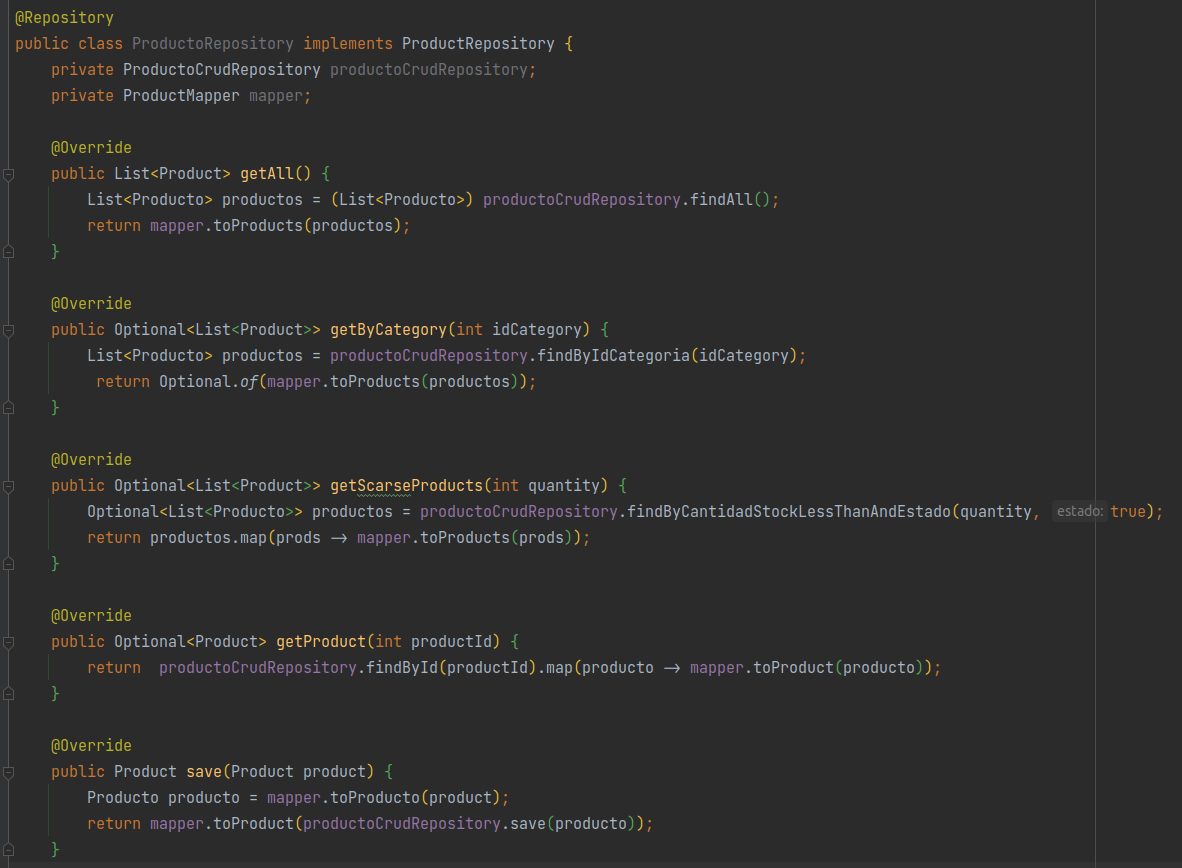 @Repository
public class ProductoRepository implements ProductRepository {
private ProductoCrudRepository productoCrudRepository;
private ProductMapper mapper;
@Override
public List<Product> getAll() {
List<Producto> productos = (List<Producto>) productoCrudRepository.findAll();
return mapper.toProducts(productos);
}
@Override
public Optional<List<Product>> getByCategory(int idCategory) {
List<Producto> productos = productoCrudRepository.findByIdCategoria(idCategory);
return Optional.of(mapper.toProducts(productos));
}
@Override
public Optional<List<Product>> getScarseProducts(int quantity) {
Optional<List<Producto>> productos = productoCrudRepository.findByCantidadStockLessThanAndEstado(quantity, estado: true);
return productos.map(prods → mapper.toProducts(prods));
}
@Override
public Optional<Product> getProduct(int productId) {
return productoCrudRepository.findById(productId).map(producto → mapper.toProduct(producto));
}
@Override
public Product save(Product product) {
Producto producto = mapper.toProducto(product);
return mapper.toProduct(productoCrudRepository.save(producto));
}